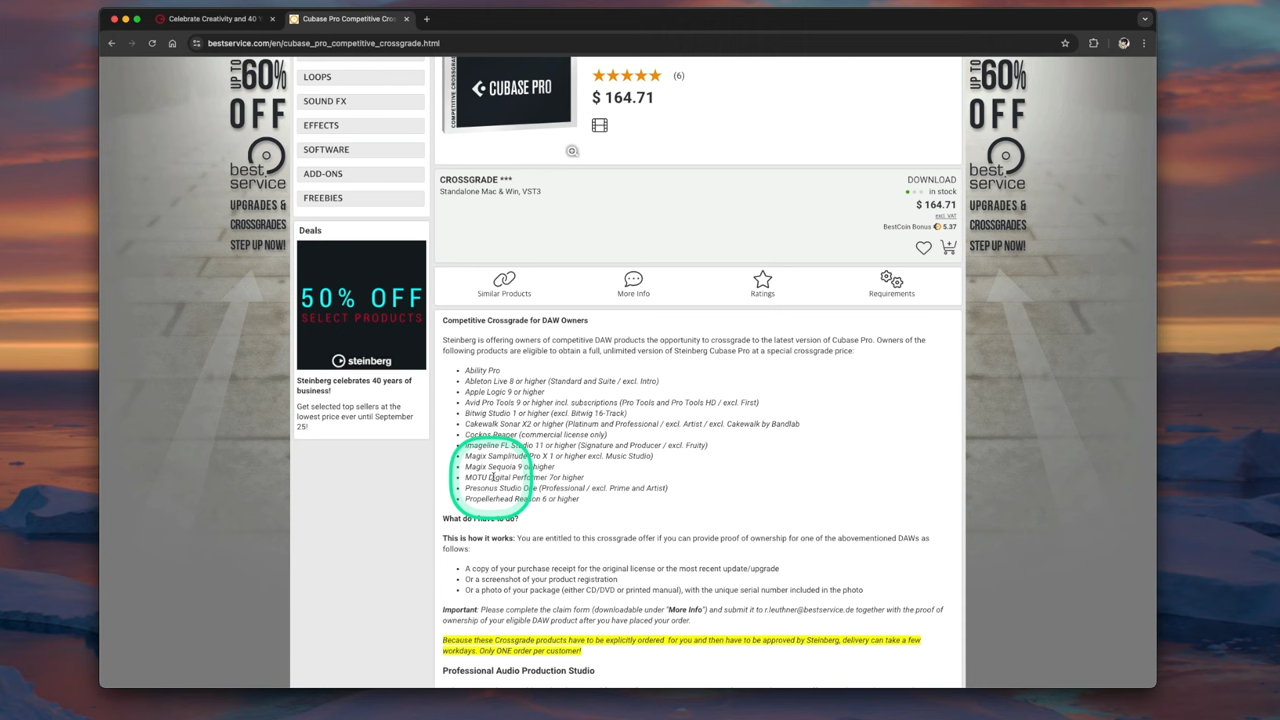 Celebrate Creativity and 40 Y
Cubase Pro Competitive Cros
bestservice.com/en/cubase_pro_competitive_crossgrade.html
UP TO
60%
OFF
best
service
UPGRADES &
CROSSGRADES
STEP UP NOW!
LOOPS
SOUND FX
EFFECTS
SOFTWARE
ADD-ONS
FREEBIES
Deals
50% OFF
SELECT PRODUCTS
steinberg
Steinberg celebrates 40 years of
business!
Get selected top sellers at the
lowest price ever until September
25!
COMPETITIVE CROSSGRADE
CUBASE PRO
(6)
$ 164.71
CROSSGRADE ***
Standalone Mac & Win, VST3
DOWNLOAD
in stock
$ 164.71
excl. VAT
BestCoin Bonus 5.37
Similar Products
More Info
Ratings
Requirements
Competitive Crossgrade for DAW Owners
Steinberg is offering owners of competitive DAW products the opportunity to crossgrade to the latest version of Cubase Pro. Owners of the
following products are eligible to obtain a full, unlimited version of Steinberg Cubase Pro at a special crossgrade price:
• Ability Pro
• Ableton Live 8 or higher (Standard and Suite / excl. Intro)
• Apple Logic 9 or higher
• Avid Pro Tools 9 or higher incl. subscriptions (Pro Tools and Pro Tools HD / excl. First)
• Bitwig Studio 1 or higher (excl. Bitwig 16-Track)
• Cakewalk Sonar X2 or higher (Platinum and Professional / excl. Artist / excl. Cakewalk by Bandlab
• Cockos Reaper (commercial license only)
• Imageline FL Studio 11 or higher (Signature and Producer / excl. Fruity)
• Magix Samplitude Pro X 1 or higher excl. Music Studio)
• Magix Sequoia 9 or higher
• MOTU Digital Performer 7or higher
• Presonus Studio One (Professional / excl. Prime and Artist)
• Propellerhead Reason 6 or higher
What do I have to do?
This is how it works: You are entitled to this crossgrade offer if you can provide proof of ownership for one of the abovementioned DAWs as
follows:
• A copy of your purchase receipt for the original license or the most recent update/upgrade
• Or a screenshot of your product registration
• Or a photo of your package (either CD/DVD or printed manual), with the unique serial number included in the photo
Important: Please complete the claim form (downloadable under "More Info") and submit it to r.leuthner@bestservice.de together with the proof of
ownership of your eligible DAW product after you have placed your order.
Because these Crossgrade products have to be explicitly ordered for you and then have to be approved by Steinberg, delivery can take a few
workdays. Only ONE order per customer!
Professional Audio Production Studio
UP TO
60%
OFF
best
service
UPGRADES &
CROSSGRADES
STEP UP NOW!